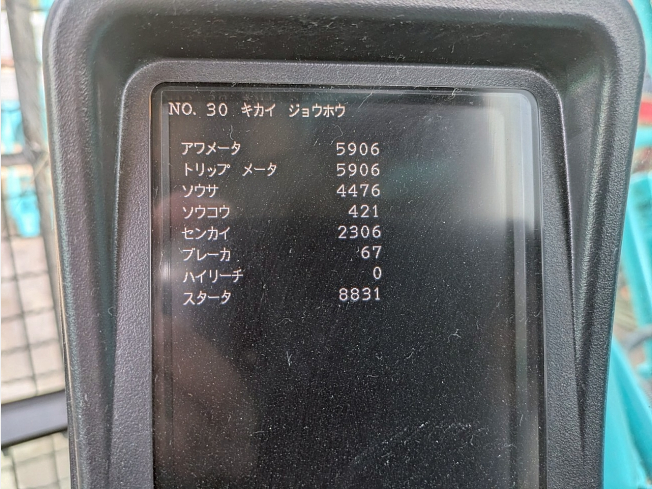 NO. 30 キカイ ジョウホウ
アワメータ 5906
トリップ メータ 5906
ソウサ 4476
ソウコウ 421
センカイ 2306
ブレーカ 67
ハイリーチ 0
スタータ 8831